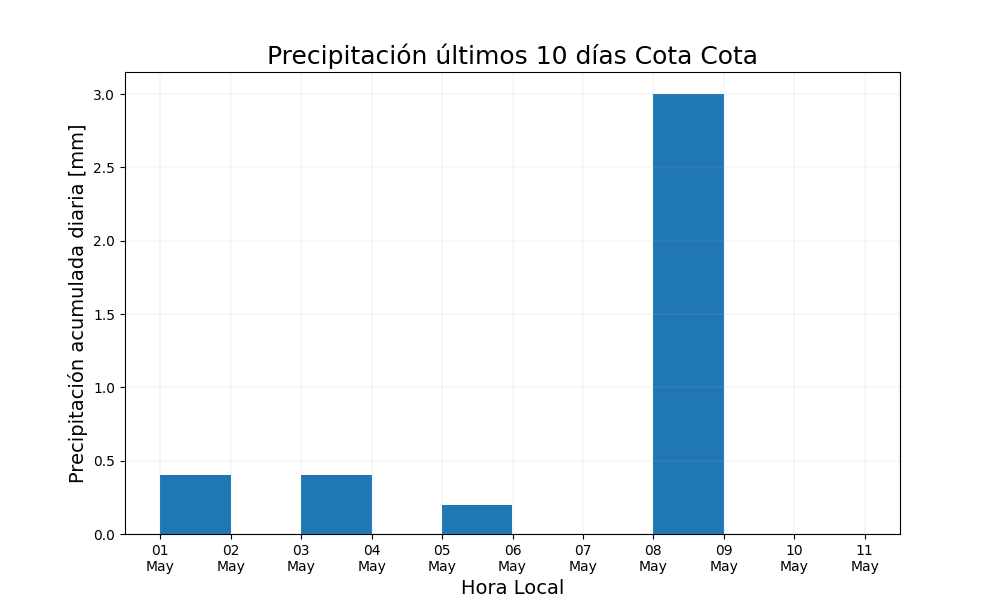 Precipitación últimos 10 días Cota Cota
Precipitación acumulada diaria [mm]
3.0
2.5
2.0
1.5
1.0
0.5
0.0
01 02 03 04 05 06 07 08 09 10 11
May May May May May May May May May May May
Hora Local